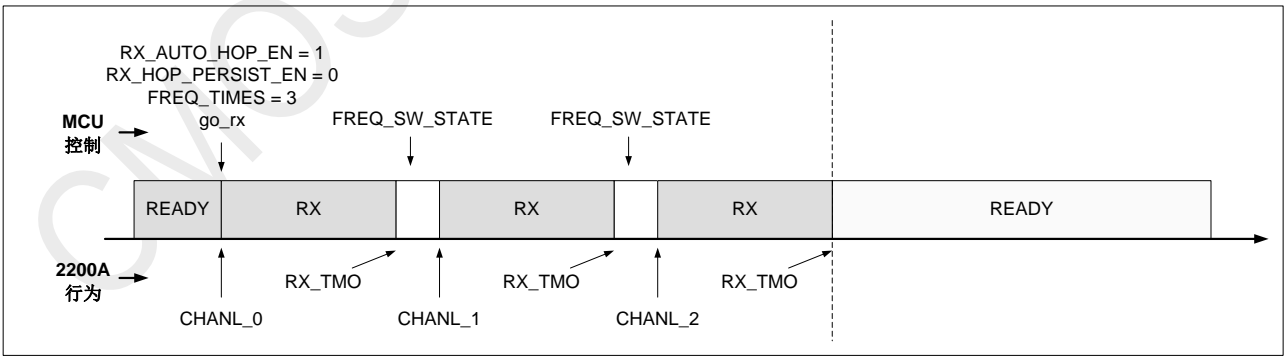 RX_AUTO_HOP_EN = 1
RX_HOP_PERSIST_EN = 0
FREQ_TIMES = 3
go_rx
MCU
控制
FREQ_SW_STATE
FREQ_SW_STATE
READY
RX
RX
RX
READY
2200A
行为
RX_TMO
RX_TMO
RX_TMO
CHANL_0
CHANL_1
CHANL_2
CMOS